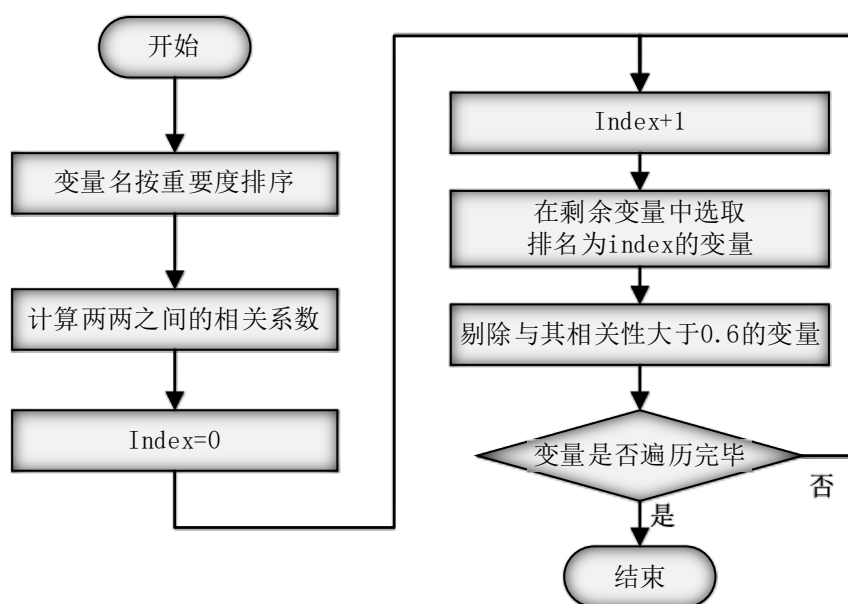 开始
变量名按重要度排序
计算两两之间的相关系数
Index=0
Index+1
在剩余变量中选取
排名为index的变量
剔除与其相关性大于0.6的变量
变量是否遍历完毕
否
是
结束